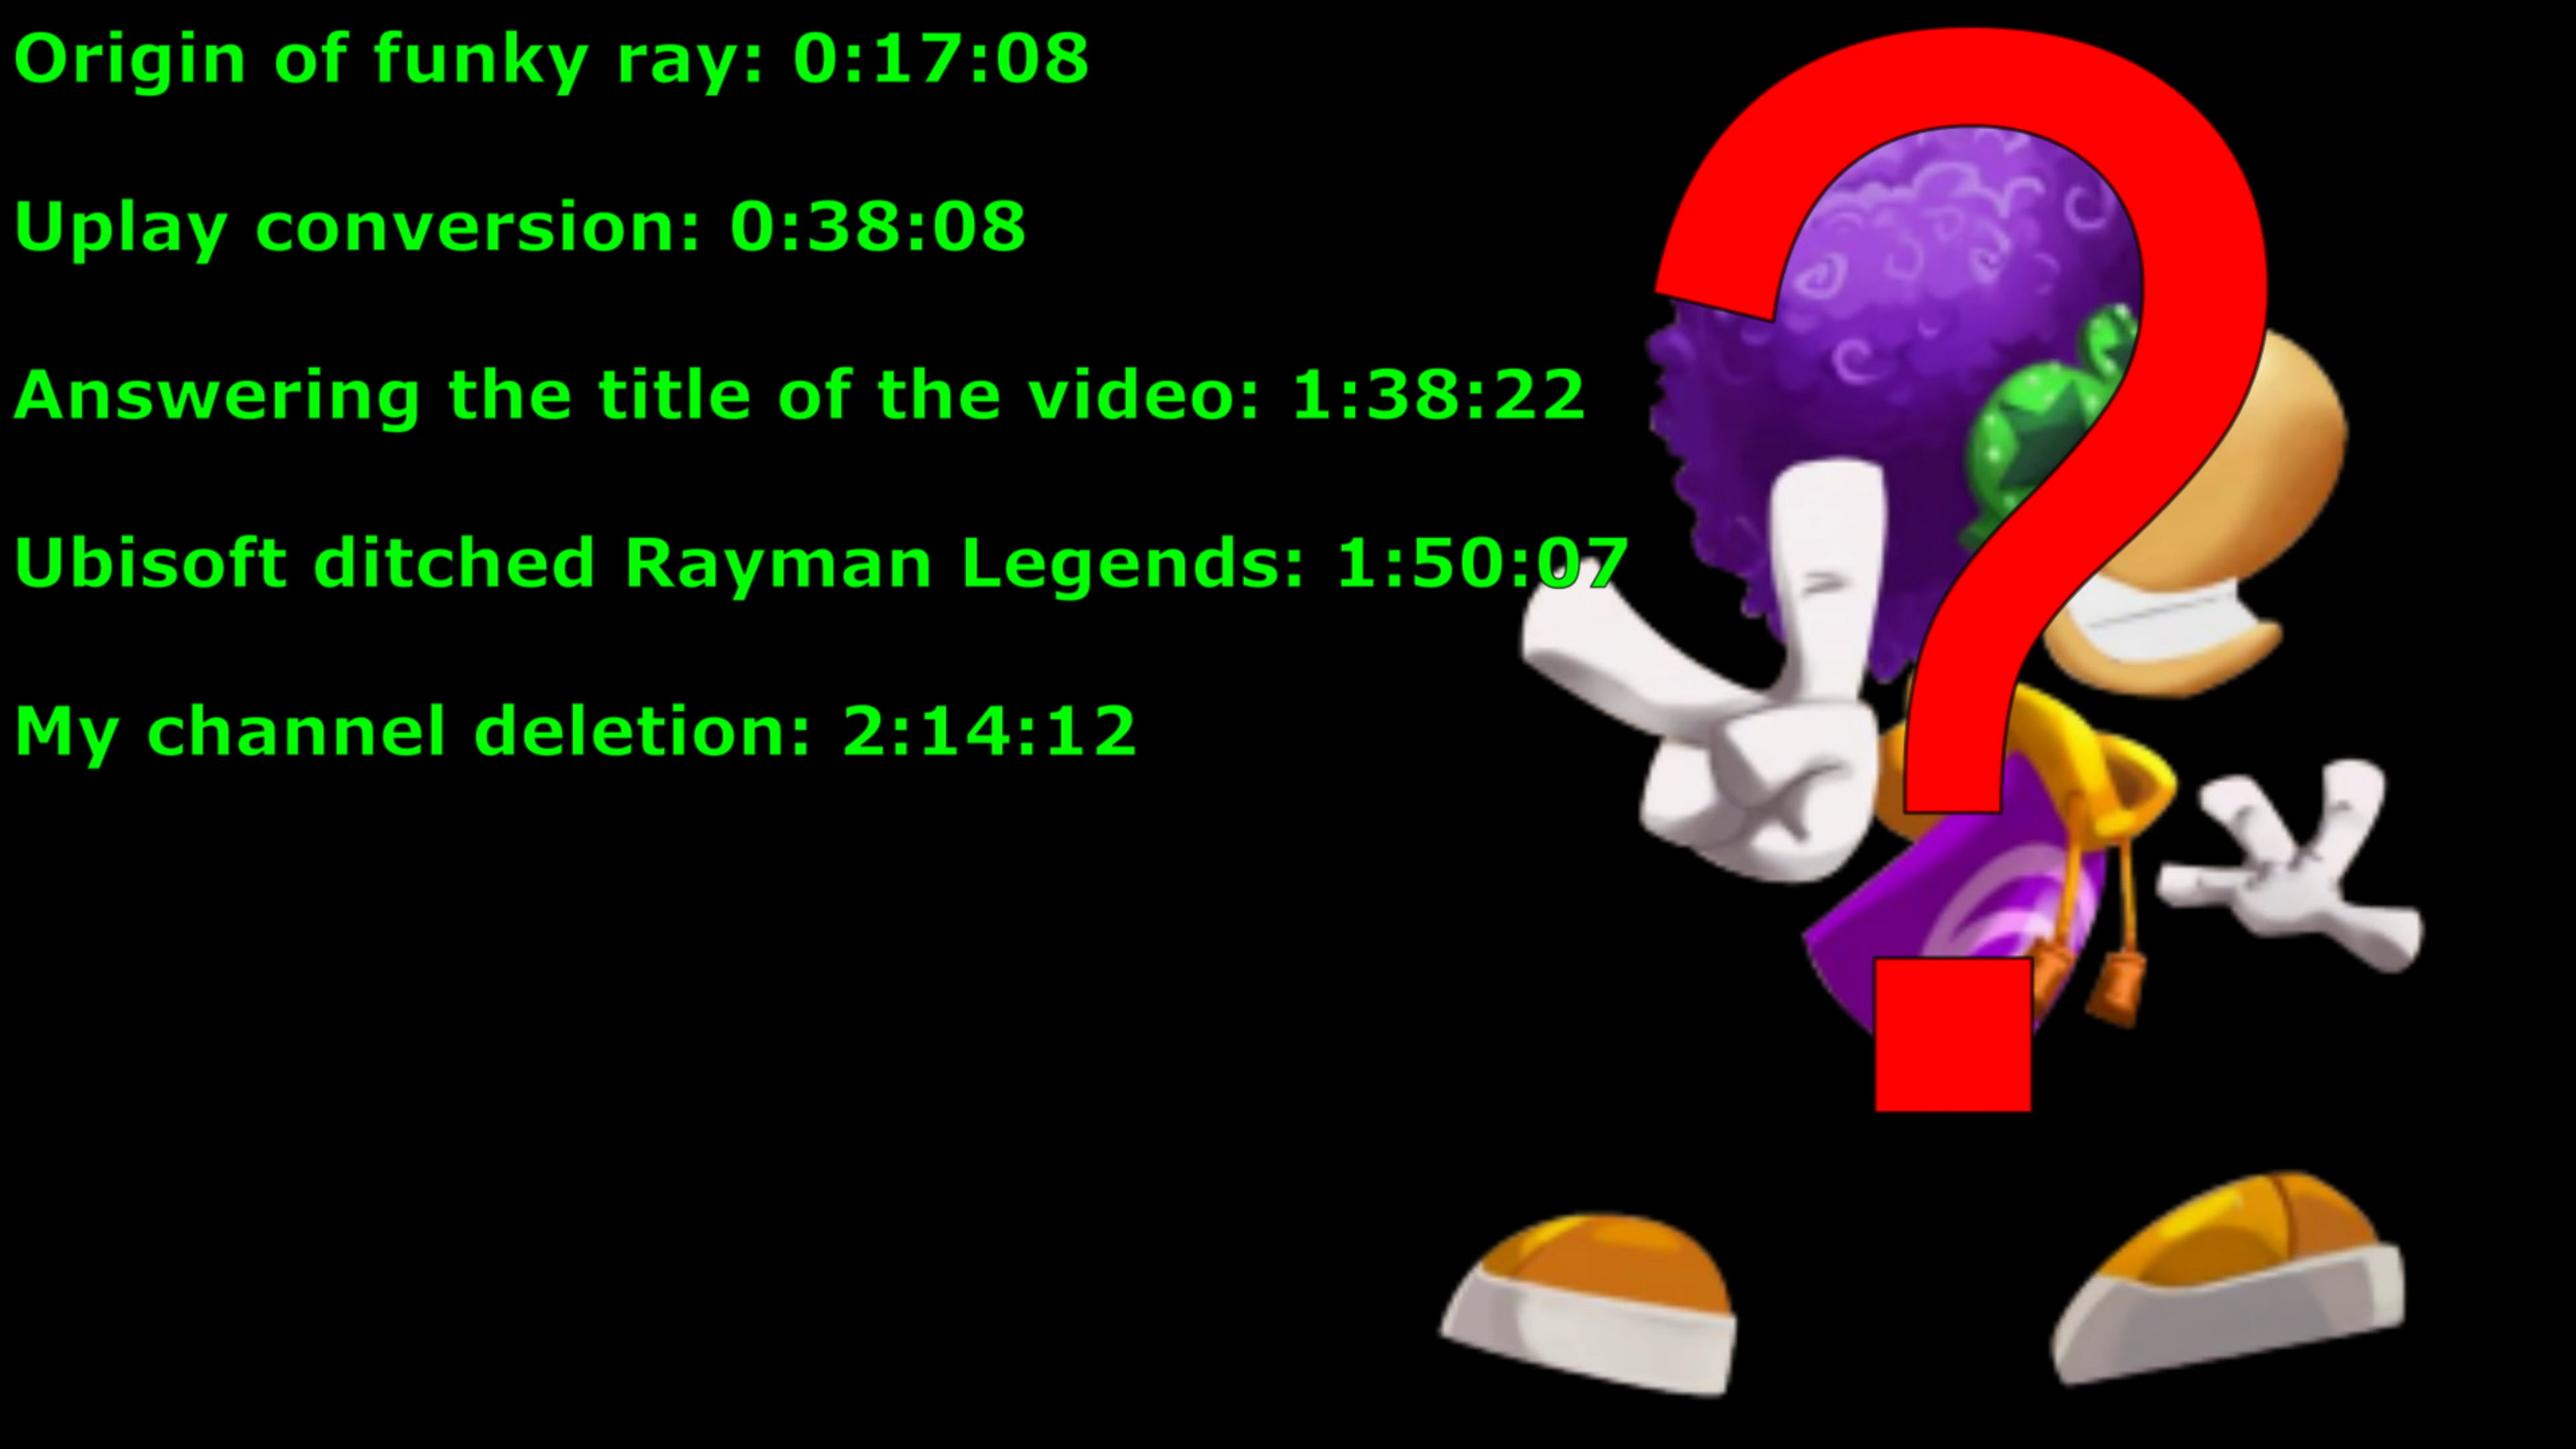 Origin of funky ray: 0:17:08
Uplay conversion: 0:38:08
Answering the title of the video: 1:38:22
Ubisoft ditched Rayman Legends: 1:50:07
My channel deletion: 2:14:12
?